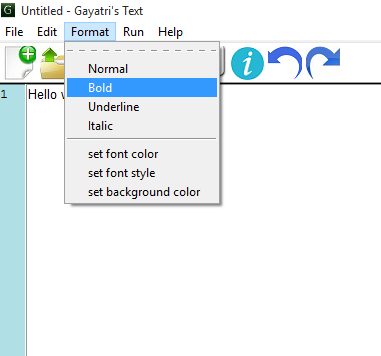 G Untitled - Gayatri's Text
File Edit Format Run Help
Normal
Bold
Underline
Italic
set font color
set font style
set background color
i
1 Hello